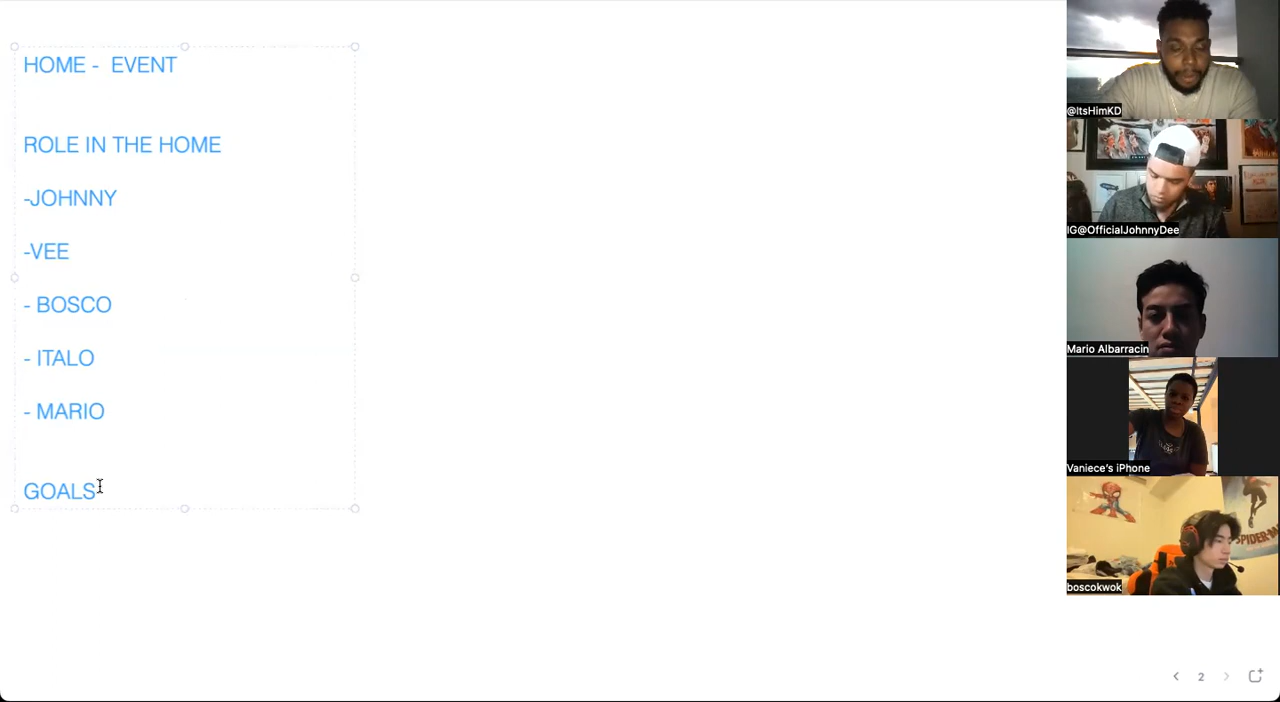 HOME - EVENT
ROLE IN THE HOME
-JOHNNY
-VEE
- BOSCO
- ITALO
- MARIO
GOALS
@ItsHimKD
IG@OfficialJohnnyDee
Mario Albarracin
Vaniece's iPhone
SPIDER-M
boscokwok
2